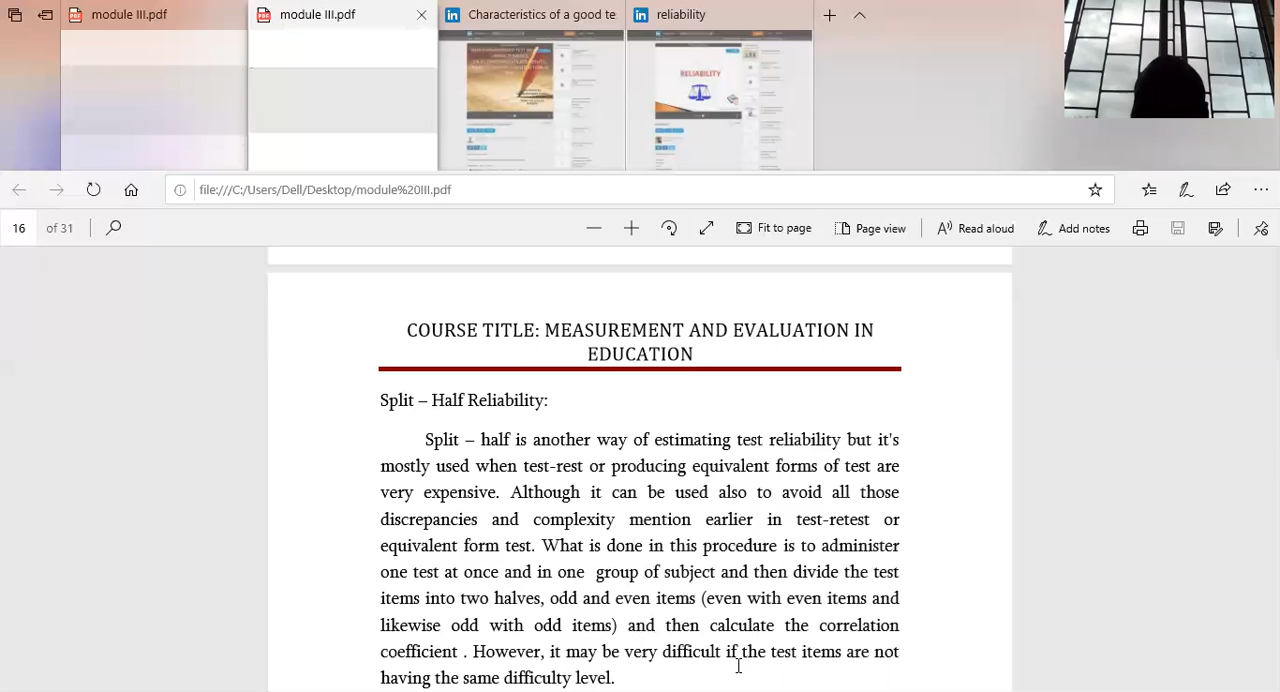 module III.pdf
module III.pdf
Characteristics of a good te
reliability
RELIABILITY
file:///C:/Users/Dell/Desktop/module%20III.pdf
16 of 31
Fit to page
Page view
Read aloud
Add notes
COURSE TITLE: MEASUREMENT AND EVALUATION IN
EDUCATION
Split – Half Reliability:
Split – half is another way of estimating test reliability but it's
mostly used when test-rest or producing equivalent forms of test are
very expensive. Although it can be used also to avoid all those
discrepancies and complexity mention earlier in test-retest or
equivalent form test. What is done in this procedure is to administer
one test at once and in one group of subject and then divide the test
items into two halves, odd and even items (even with even items and
likewise odd with odd items) and then calculate the correlation
coefficient . However, it may be very difficult if the test items are not
having the same difficulty level.